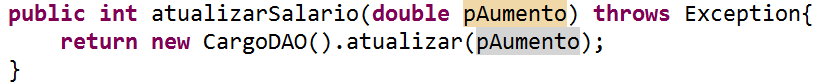 public int atualizarSalario(double pAumento) throws Exception{
    return new CargoDAO().atualizar(pAumento);
}